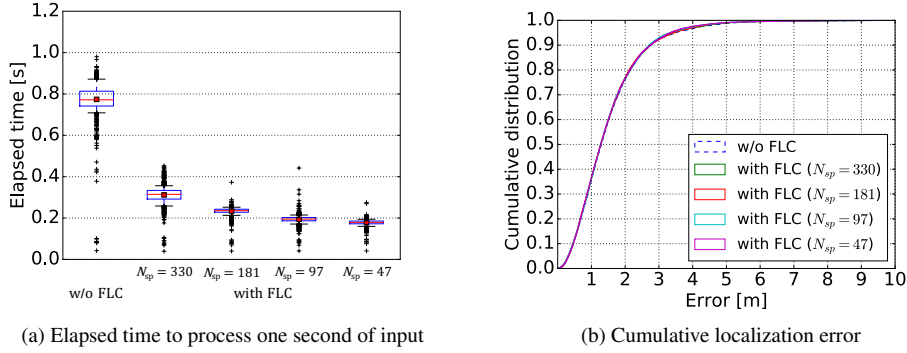 Elapsed time [s]
1.2
1.0
0.8
0.6
0.4
0.2
0.0
N_sp = 330
N_sp = 181
N_sp = 97
N_sp = 47
w/o FLC
with FLC
(a) Elapsed time to process one second of input
Cumulative distribution
1.0
0.9
0.8
0.7
0.6
0.5
0.4
0.3
0.2
0.1
0.0
w/o FLC
with FLC (N_sp = 330)
with FLC (N_sp = 181)
with FLC (N_sp = 97)
with FLC (N_sp = 47)
1 2 3 4 5 6 7 8 9 10
Error [m]
(b) Cumulative localization error